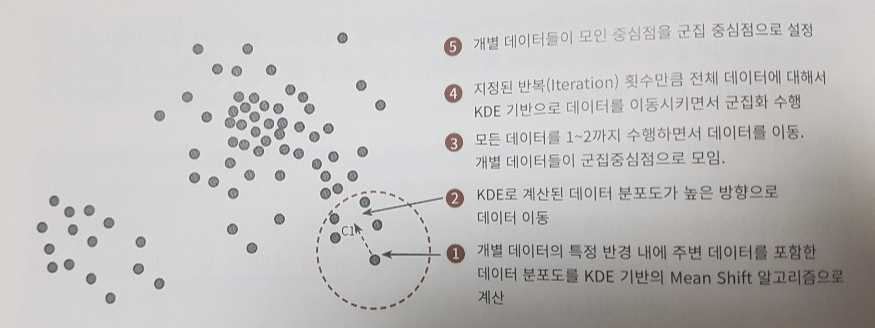 5 개별 데이터들이 모인 중심점을 군집 중심점으로 설정
4 지정된 반복(Iteration) 횟수만큼 전체 데이터에 대해서
KDE 기반으로 데이터를 이동시키면서 군집화 수행
3 모든 데이터를 1~2까지 수행하면서 데이터를 이동.
개별 데이터들이 군집중심점으로 모임.
2 KDE로 계산된 데이터 분포도가 높은 방향으로
데이터 이동
C1
1 개별 데이터의 특정 반경 내에 주변 데이터를 포함한
데이터 분포도를 KDE 기반의 Mean Shift 알고리즘으로
계산